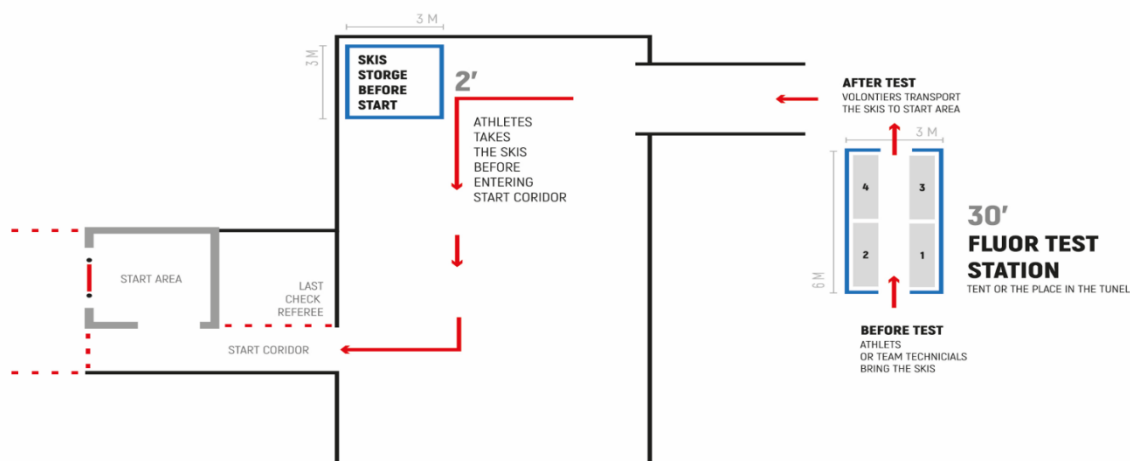 3 M
3 M
SKIS
STORGE
BEFORE
START
2'
ATHLETES
TAKES
THE SKIS
BEFORE
ENTERING
START CORIDOR
AFTER TEST
VOLONTIERS TRANSPORT
THE SKIS TO START AREA
3 M
6 M
4
3
2
1
30'
FLUOR TEST
STATION
TENT OR THE PLACE IN THE TUNEL
BEFORE TEST
ATHLETS
OR TEAM TECHNICIALS
BRING THE SKIS
START AREA
LAST
CHECK
REFEREE
START CORIDOR